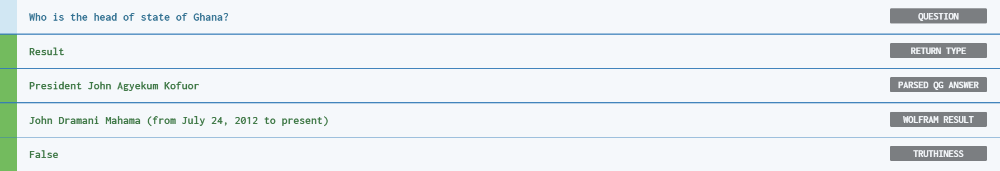 Who is the head of state of Ghana? QUESTION
Result RETURN TYPE
President John Agyekum Kofuor PARSED QG ANSWER
John Dramani Mahama (from July 24, 2012 to present) WOLFRAM RESULT
False TRUTHINESS